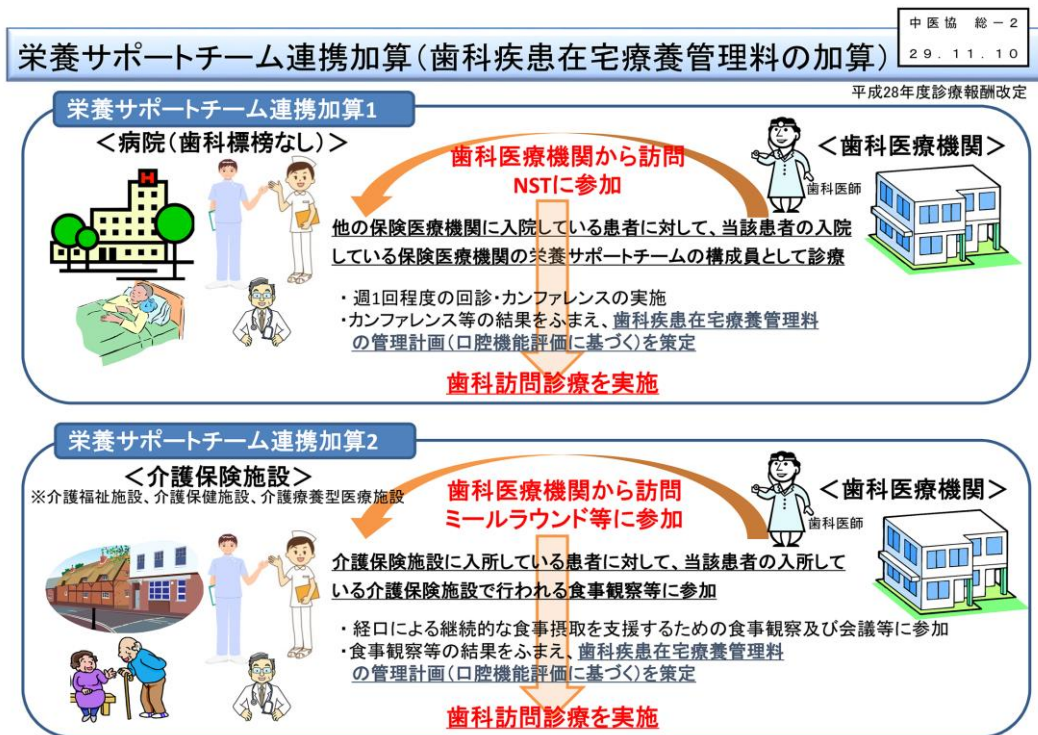 中医協 総－2
29．11．10
栄養サポートチーム連携加算(歯科疾患在宅療養管理料の加算)
平成28年度診療報酬改定
栄養サポートチーム連携加算1
＜病院(歯科標榜なし)＞
H
歯科医療機関から訪問
NSTに参加
歯科医師
＜歯科医療機関＞
他の保険医療機関に入院している患者に対して、当該患者の入院
している保険医療機関の栄養サポートチームの構成員として診療
・週1回程度の回診・カンファレンスの実施
・カンファレンス等の結果をふまえ、歯科疾患在宅療養管理料
の管理計画(口腔機能評価に基づく)を策定
歯科訪問診療を実施
栄養サポートチーム連携加算2
＜介護保険施設＞
※介護福祉施設、介護保健施設、介護療養型医療施設
歯科医療機関から訪問
ミールラウンド等に参加
歯科医師
＜歯科医療機関＞
介護保険施設に入所している患者に対して、当該患者の入所して
いる介護保険施設で行われる食事観察等に参加
・経口による継続的な食事摂取を支援するための食事観察及び会議等に参加
・食事観察等の結果をふまえ、歯科疾患在宅療養管理料
の管理計画(口腔機能評価に基づく)を策定
歯科訪問診療を実施